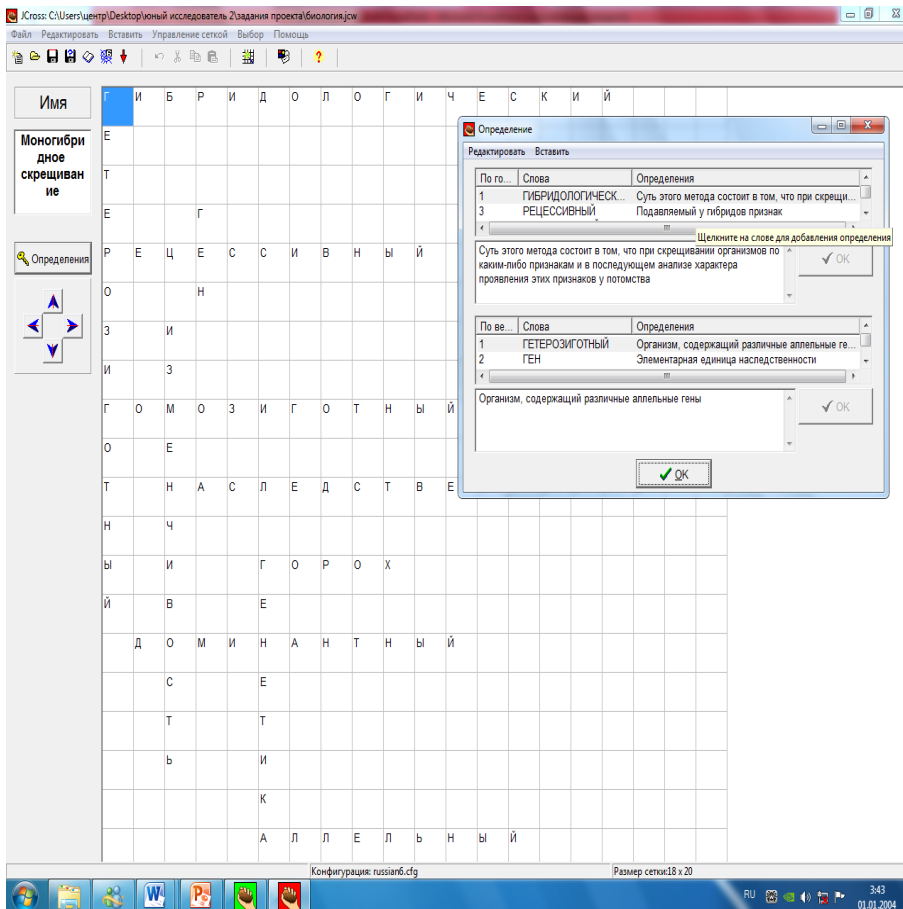 JCross: C:\Users\центр\Desktop\юный исследователь 2\задания проекта\биология.jcw
Файл Редактировать Вставить Управление сеткой Выбор Помощь
Имя
Моногибри
дное
скрещиван
ие
Определения
Г И Б Р И Д О Л О Г И Ч Е С К И Й
Е
Т
Е Г
Р Е Ц Е С С И В Н Ы Й
О Н
З И
И З
Г О М О З И Г О Т Н Ы Й
О Е
Т Н А С Л Е Д С Т В Е
Н Ч
Ы И Г О Р О Х
Й В Е
Д О М И Н А Н Т Н Ы Й
С Е
Т Т
Ь И
К
А Л Л Е Л Ь Н Ы Й
Определение
Редактировать Вставить
По го... Слова Определения
1 ГИБРИДОЛОГИЧЕСК... Суть этого метода состоит в том, что при скрещи...
3 РЕЦЕССИВНЫЙ Подавляемый у гибридов признак
Щелкните на слове для добавления определения
Суть этого метода состоит в том, что при скрещивании организмов по
каким-либо признакам и в последующем анализе характера
проявления этих признаков у потомства
OK
По ве... Слова Определения
1 ГЕТЕРОЗИГОТНЫЙ Организм, содержащий различные аллельные ге...
2 ГЕН Элементарная единица наследственности
Организм, содержащий различные аллельные гены
OK
OK
Конфигурация: russian6.cfg
Размер сетки:18 x 20
RU
3:43
01.01.2004